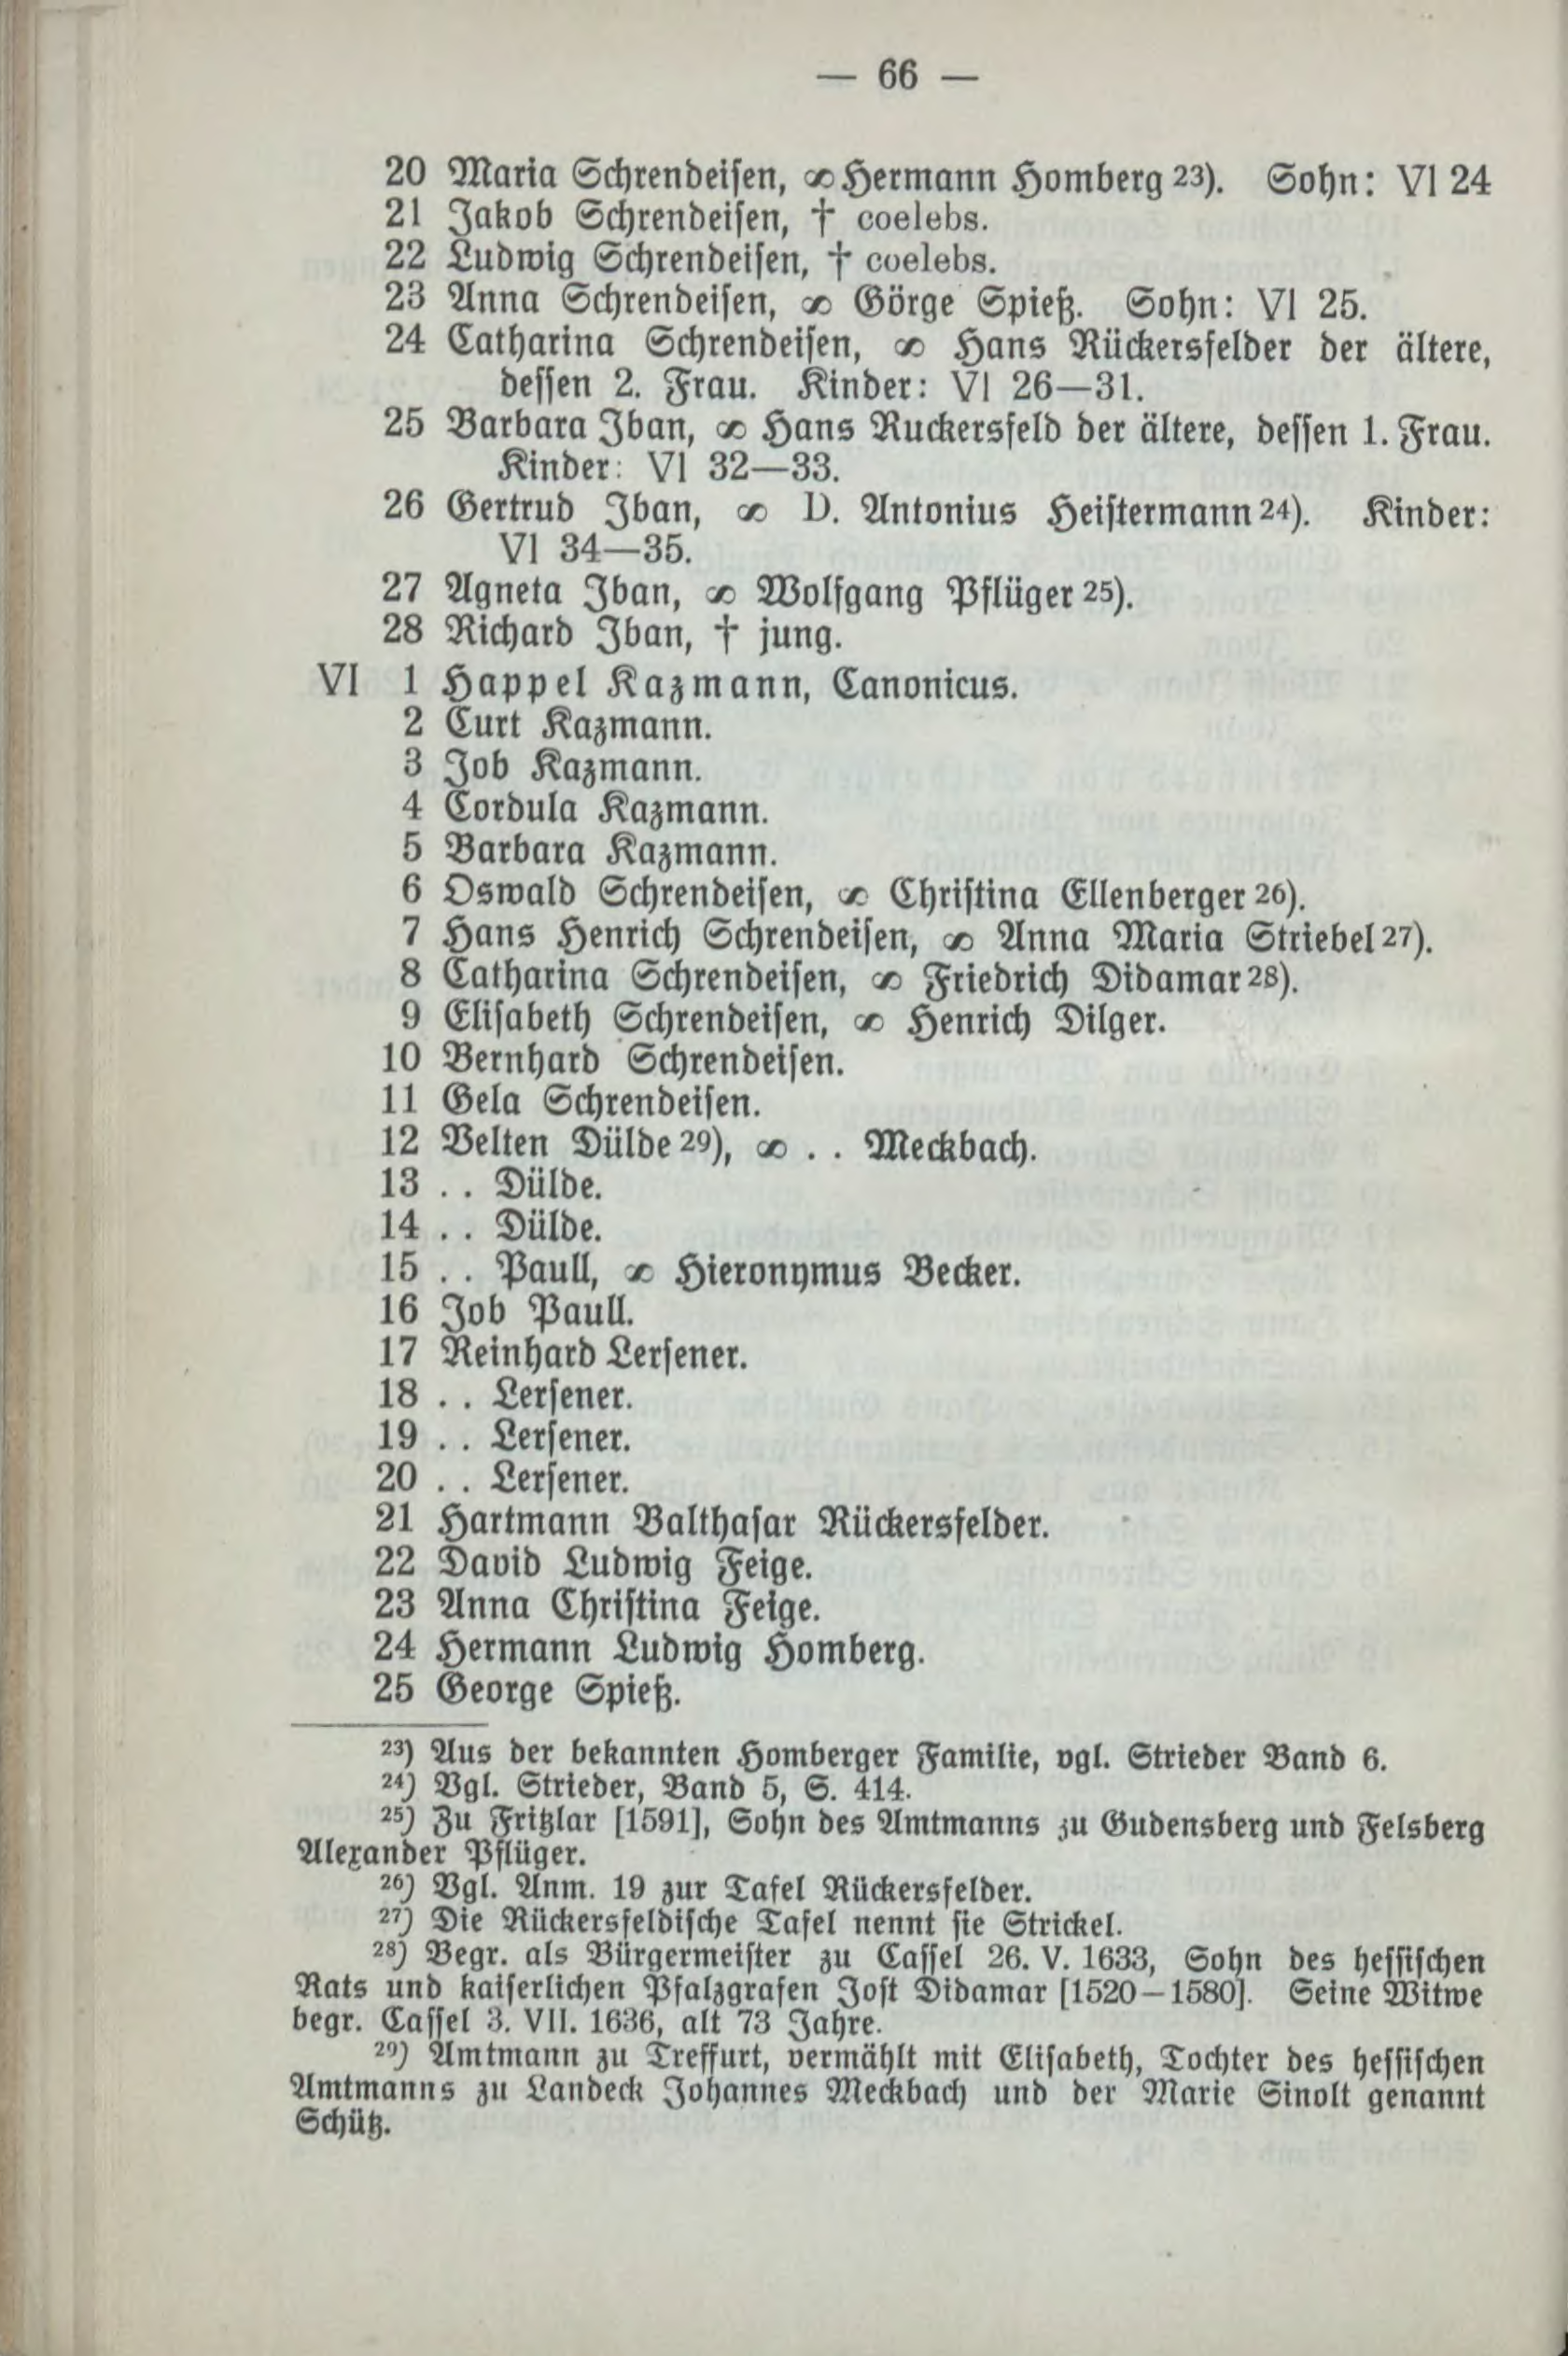 — 66 —
20 Maria Schrendeisen, ∞ Hermann Homberg 23). Sohn: VI 24
21 Jakob Schrendeisen, † coelebs.
22 Ludwig Schrendeisen, † coelebs.
23 Anna Schrendeisen, ∞ Görge Spieß. Sohn: VI 25.
24 Catharina Schrendeisen, ∞ Hans Rückersfelder der ältere,
dessen 2. Frau. Kinder: VI 26—31.
25 Barbara Iban, ∞ Hans Ruckersfeld der ältere, dessen 1. Frau.
Kinder: VI 32—33.
26 Gertrud Iban, ∞ D. Antonius Heistermann 24). Kinder:
VI 34—35.
27 Agneta Iban, ∞ Wolfgang Pflüger 25).
28 Richard Iban, † jung.
VI 1 Happel Kazmann, Canonicus.
2 Curt Kazmann.
3 Job Kazmann.
4 Cordula Kazmann.
5 Barbara Kazmann.
6 Oswald Schrendeisen, ∞ Christina Ellenberger 26).
7 Hans Henrich Schrendeisen, ∞ Anna Maria Striebel 27).
8 Catharina Schrendeisen, ∞ Friedrich Didamar 28).
9 Elisabeth Schrendeisen, ∞ Henrich Dilger.
10 Bernhard Schrendeisen.
11 Gela Schrendeisen.
12 Velten Dülde 29), ∞ . . Meckbach.
13 . . Dülde.
14 . . Dülde.
15 . . Paull, ∞ Hieronymus Becker.
16 Job Paull.
17 Reinhard Lersener.
18 . . Lersener.
19 . . Lersener.
20 . . Lersener.
21 Hartmann Balthasar Rückersfelder.
22 David Ludwig Feige.
23 Anna Christina Feige.
24 Hermann Ludwig Homberg.
25 George Spieß.
23) Aus der bekannten Homberger Familie, vgl. Strieder Band 6.
24) Vgl. Strieder, Band 5, S. 414.
25) Zu Fritzlar [1591], Sohn des Amtmanns zu Gudensberg und Felsberg
Alexander Pflüger.
26) Vgl. Anm. 19 zur Tafel Rückersfelder.
27) Die Rückersfeldische Tafel nennt sie Strickel.
28) Begr. als Bürgermeister zu Cassel 26. V. 1633, Sohn des hessischen
Rats und kaiserlichen Pfalzgrafen Jost Didamar [1520–1580]. Seine Witwe
begr. Cassel 3. VII. 1636, alt 73 Jahre.
29) Amtmann zu Treffurt, vermählt mit Elisabeth, Tochter des hessischen
Amtmanns zu Landeck Johannes Meckbach und der Marie Sinolt genannt
Schütz.